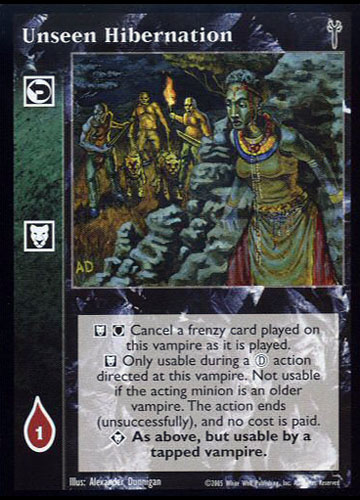 Unseen Hibernation
AD
Cancel a frenzy card played on
this vampire as it is played.
Only usable during a Ⓓ action
directed at this vampire. Not usable
if the acting minion is an older
vampire. The action ends
(unsuccessfully), and no cost is paid.
As above, but usable by a
tapped vampire.
1
Illus: Alexander Dunnigan ©2005 White Wolf Publishing, Inc. All Rights Reserved